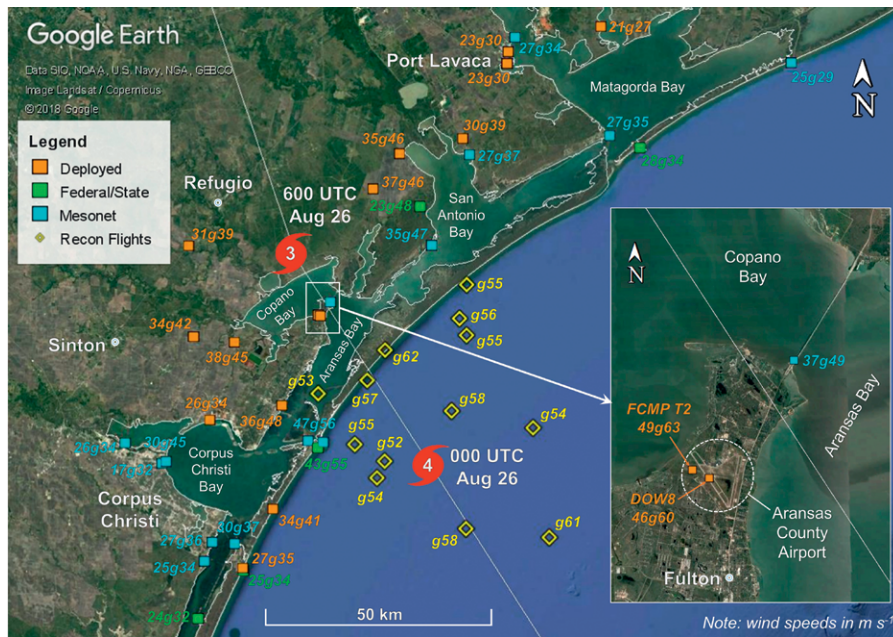 Google Earth
Data SIO, NOAA, U.S. Navy, NGA, GEBCO
Image Landsat / Copernicus
©2018 Google
Legend
Deployed
Federal/State
Mesonet
Recon Flights
23g30
27g34
21g27
Port Lavaca
23g30
Matagorda Bay
25g29
N
30g39
27g35
35g46
27g37
28g34
Refugio
37g46
600 UTC
Aug 26
23g48
San
Antonio
Bay
31g39
35g47
3
g55
Copano
Bay
g56
34g42
g55
Sinton
38g45
Aransas Bay
g62
g53
g57
26g34
36g48
g58
g54
g55
47g56
26g34
30g45
g52
000 UTC
Aug 26
4
17g32
43g55
Corpus
Christi
Bay
g54
Corpus
Christi
34g41
g58
g61
30g37
27g36
25g34
27g35
28g34
24g32
50 km
N
Copano
Bay
37g49
Aransas Bay
FCMP T2
49g63
DOW8
46g60
Aransas
County
Airport
Fulton
Note: wind speeds in m s⁻¹